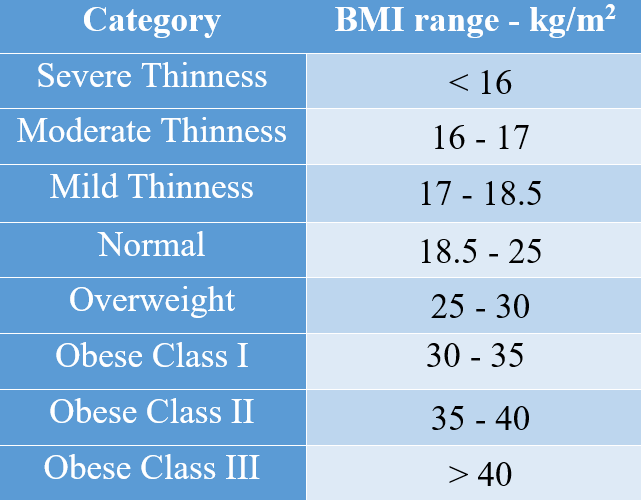 Category BMI range - kg/m²
Severe Thinness < 16
Moderate Thinness 16 - 17
Mild Thinness 17 - 18.5
Normal 18.5 - 25
Overweight 25 - 30
Obese Class I 30 - 35
Obese Class II 35 - 40
Obese Class III > 40